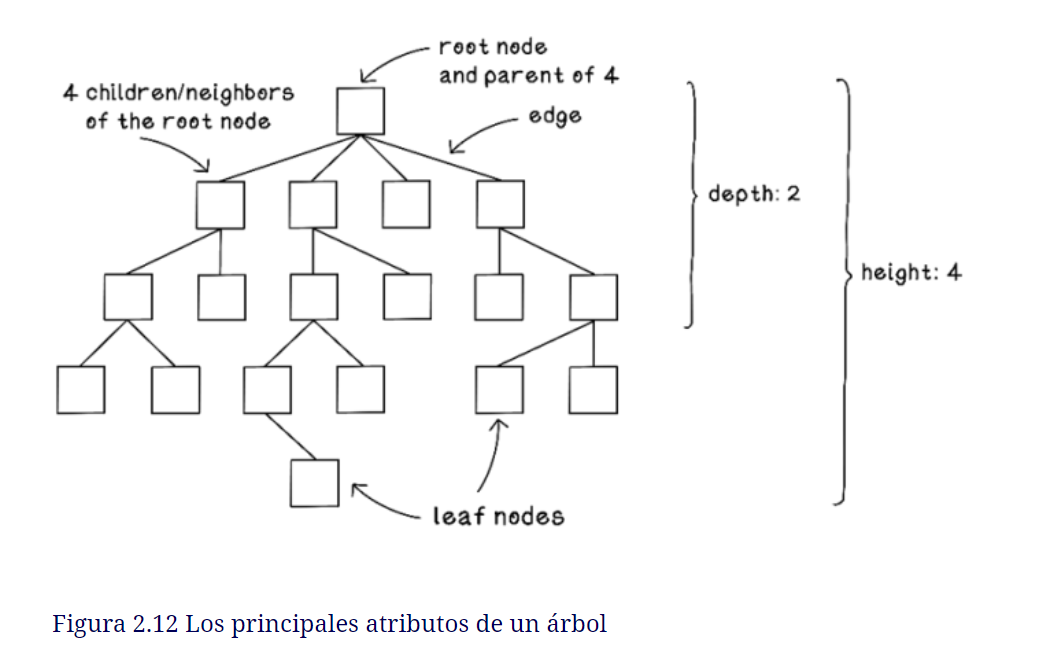 root node
and parent of 4
4 children/neighbors
of the root node
edge
depth: 2
height: 4
leaf nodes
Figura 2.12 Los principales atributos de un árbol